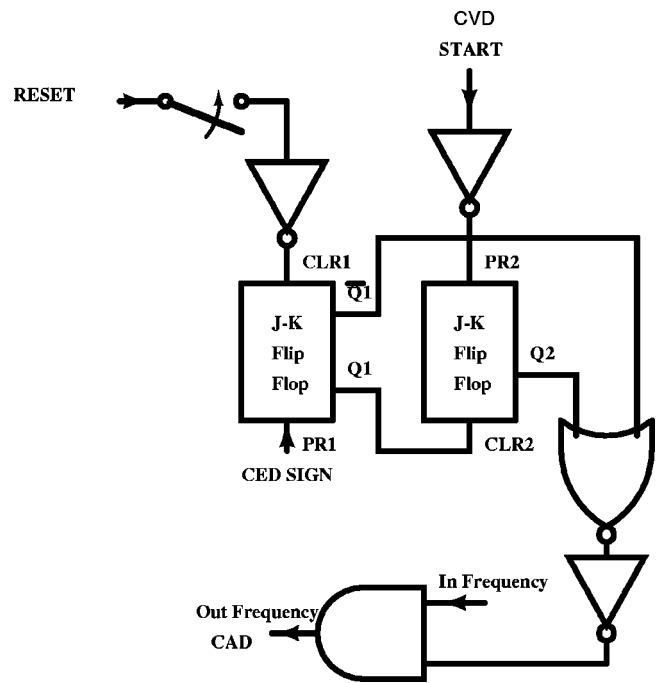 CVD
START
RESET
CLR1
Q̅1
PR2
J-K
Flip
Flop
J-K
Flip
Flop
Q1
Q2
PR1
CLR2
CED SIGN
In Frequency
Out Frequency
CAD